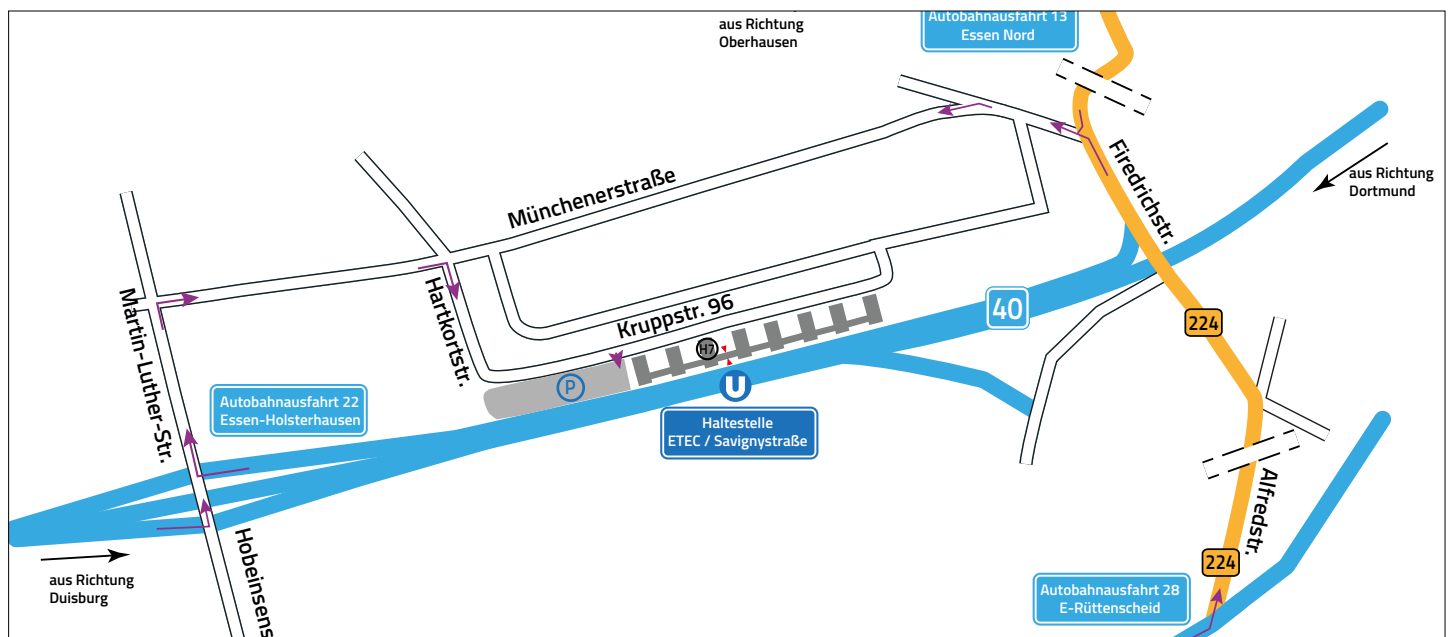 aus Richtung
Oberhausen
Autobahnausfahrt 13
Essen Nord
aus Richtung
Dortmund
Firedrichstr.
Münchenerstraße
Martin-Luther-Str.
Hartkortstr.
Kruppstr. 96
40
224
H7
P
U
Haltestelle
ETEC / Savignystraße
Autobahnausfahrt 22
Essen-Holsterhausen
Hobeinsens
aus Richtung
Duisburg
Alfredstr.
224
Autobahnausfahrt 28
E-Rüttenscheid